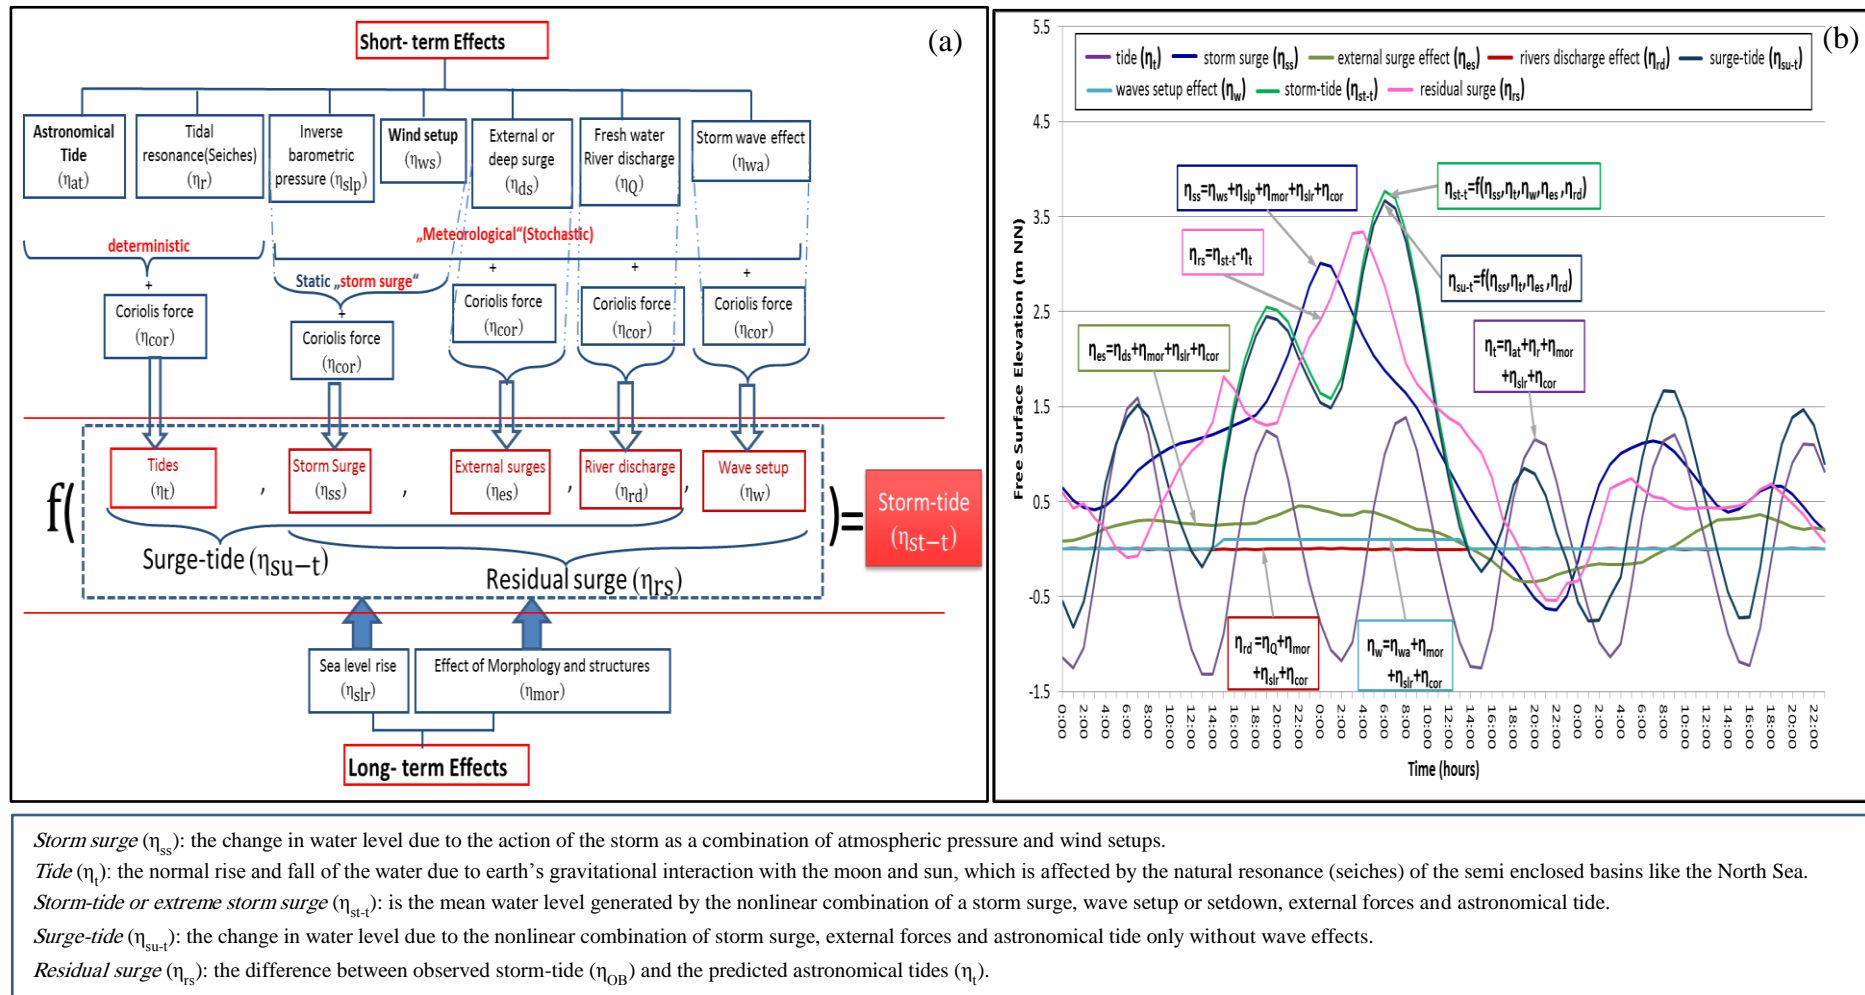 Short- term Effects
(a)
Astronomical
Tide
(ηat)
Tidal
resonance(Seiches)
(ηr)
Inverse
barometric
pressure (ηslp)
Wind setup
(ηws)
External or
deep surge
(ηds)
Fresh water
River discharge
(ηQ)
Storm wave effect
(ηwa)
deterministic
„Meteorological“(Stochastic)
+
Coriolis force
(ηcor)
Static „storm surge“
+
Coriolis force
(ηcor)
+
Coriolis force
(ηcor)
+
Coriolis force
(ηcor)
+
Coriolis force
(ηcor)
f(
Tides
(ηt)
,
Storm Surge
(ηss)
,
External surges
(ηes)
,
River discharge
(ηrd)
,
Wave setup
(ηw)
)=
Storm-tide
(ηst−t)
Surge-tide (ηsu−t)
Residual surge (ηrs)
Sea level rise
(ηslr)
Effect of Morphology and structures
(ηmor)
Long- term Effects
(b)
tide (ηt)
storm surge (ηss)
external surge effect (ηes)
rivers discharge effect (ηrd)
surge-tide (ηsu-t)
waves setup effect (ηw)
storm-tide (ηst-t)
residual surge (ηrs)
Free Surface Elevation (m NN)
5.5
4.5
3.5
2.5
1.5
0.5
-0.5
-1.5
ηss=ηws+ηslp+ηmor+ηslr+ηcor
ηst-t=f(ηss,ηt,ηw,ηes,ηrd)
ηrs=ηst-t-ηt
ηsu-t=f(ηss,ηt,ηes,ηrd)
ηes=ηds+ηmor+ηslr+ηcor
ηt=ηat+ηr+ηmor
+ηslr+ηcor
ηrd =ηQ+ηmor
+ηslr+ηcor
ηw=ηwa+ηmor
+ηslr+ηcor
0:00
2:00
4:00
6:00
8:00
10:00
12:00
14:00
16:00
18:00
20:00
22:00
0:00
2:00
4:00
6:00
8:00
10:00
12:00
14:00
16:00
18:00
20:00
22:00
0:00
2:00
4:00
6:00
8:00
10:00
12:00
14:00
16:00
18:00
20:00
22:00
Time (hours)
Storm surge (ηss): the change in water level due to the action of the storm as a combination of atmospheric pressure and wind setups.
Tide (ηt): the normal rise and fall of the water due to earth’s gravitational interaction with the moon and sun, which is affected by the natural resonance (seiches) of the semi enclosed basins like the North Sea.
Storm-tide or extreme storm surge (ηst-t): is the mean water level generated by the nonlinear combination of a storm surge, wave setup or setdown, external forces and astronomical tide.
Surge-tide (ηsu-t): the change in water level due to the nonlinear combination of storm surge, external forces and astronomical tide only without wave effects.
Residual surge (ηrs): the difference between observed storm-tide (ηOB) and the predicted astronomical tides (ηt).